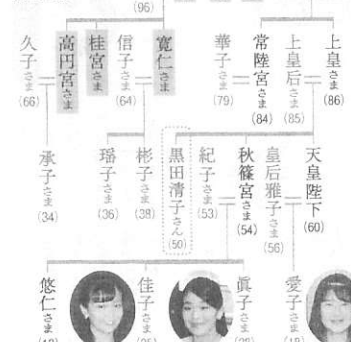 (96)
上皇さま
(86)
上皇后さま
(85)
常陸宮さま
(84)
華子さま
(79)
寛仁さま
信子さま
(64)
桂宮さま
高円宮さま
久子さま
(66)
天皇陛下
(60)
皇后雅子さま
(56)
秋篠宮さま
(54)
紀子さま
(53)
黒田清子さん
(50)
彬子さま
(38)
瑶子さま
(36)
承子さま
(34)
愛子さま
眞子さま
佳子さま
悠仁さま